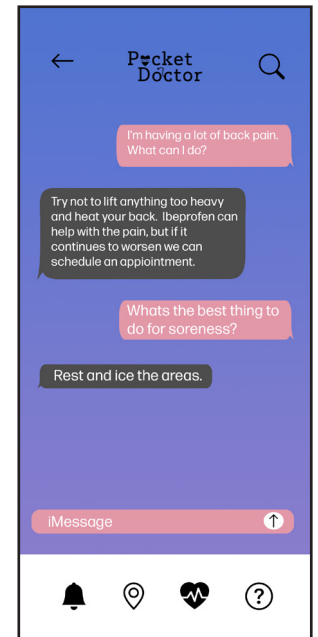 Pocket
Doctor
I'm having a lot of back pain.
What can I do?
Try not to lift anything too heavy
and heat your back. Ibeprofen can
help with the pain, but if it
continues to worsen we can
schedule an appiointment.
Whats the best thing to
do for soreness?
Rest and ice the areas.
iMessage